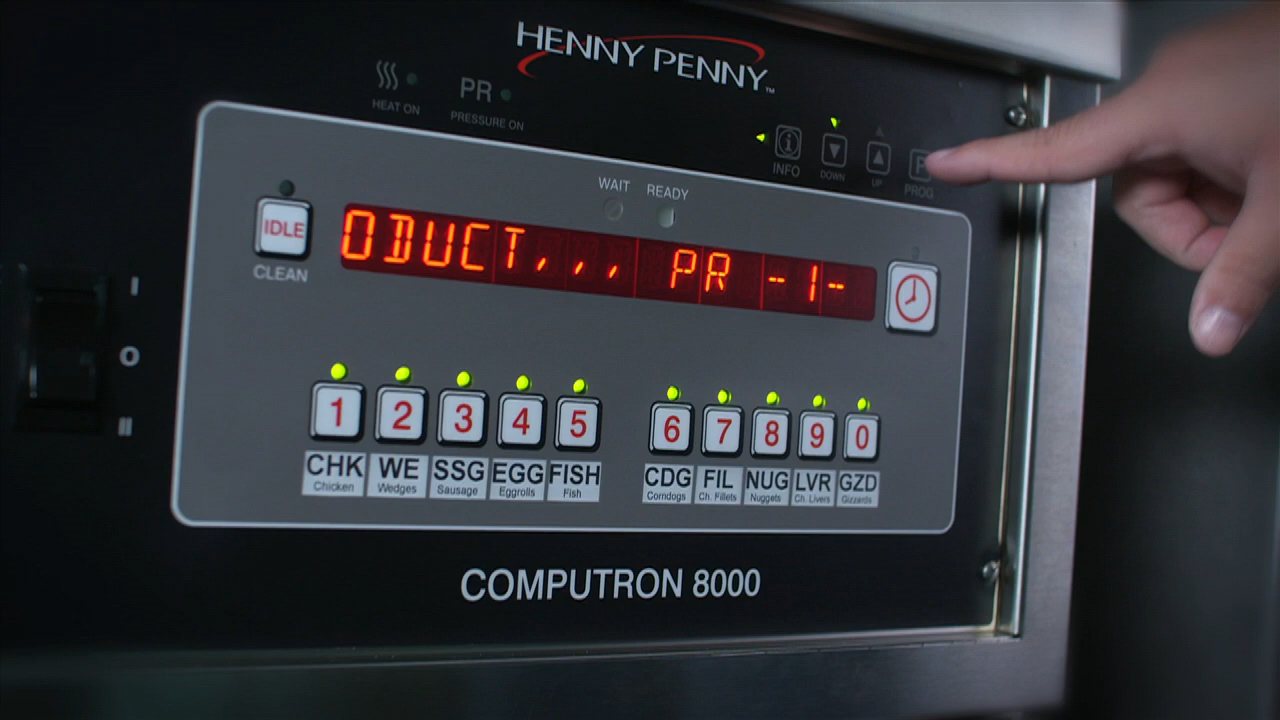 HENNY PENNY™
HEAT ON
PR
PRESSURE ON
INFO
DOWN
UP
P
PROG
WAIT
READY
IDLE
CLEAN
ODUCT,,, PR -1-
I
O
II
1 2 3 4 5 6 7 8 9 0
CHK WE SSG EGG FISH CDG FIL NUG LVR GZD
Chicken Wedges Sausage Eggrolls Fish Corndogs Ch. Fillets Nuggets Ch. Livers Gizzards
COMPUTRON 8000